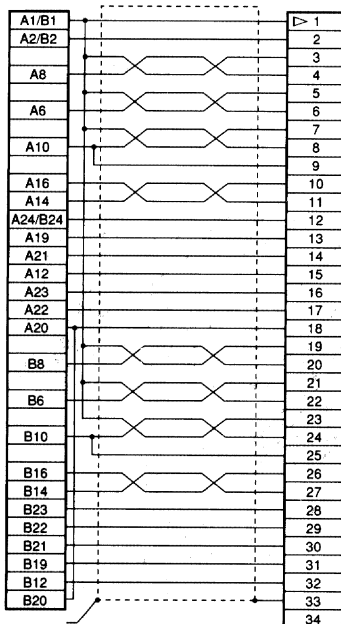 A1/B1 1
A2/B2 2
3
A8 4
5
A6 6
7
A10 8
9
A16 10
A14 11
A24/B24 12
A19 13
A21 14
A12 15
A23 16
A22 17
A20 18
19
B8 20
21
B6 22
23
B10 24
25
B16 26
B14 27
B23 28
B22 29
B21 30
B19 31
B12 32
B20 33
34